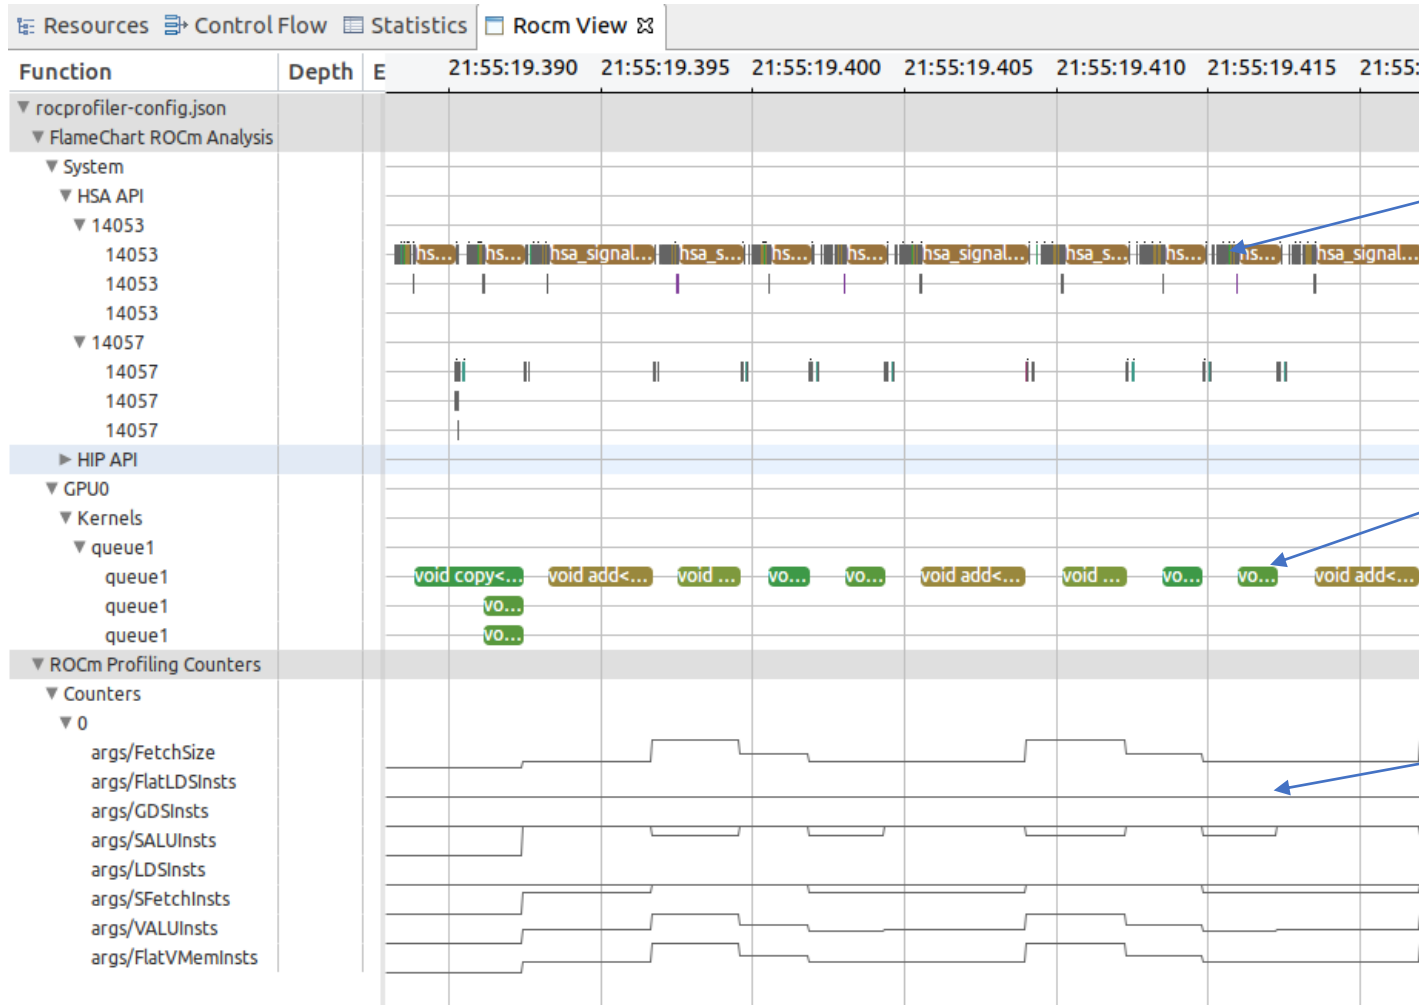 Resources Control Flow Statistics Rocm View
Function Depth E 21:55:19.390 21:55:19.395 21:55:19.400 21:55:19.405 21:55:19.410 21:55:19.415 21:55:
rocprofiler-config.json
FlameChart ROCm Analysis
System
HSA API
14053
14053 hs... hs... hsa_signal... hsa_s... hs... hs... hsa_signal... hsa_s... hs... hs... hsa_signal...
14053
14053
14057
14057
14057
14057
HIP API
GPU0
Kernels
queue1
queue1 void copy<... void add<... void ... vo... vo... void add<... void ... vo... vo... void add<...
queue1 vo...
queue1 vo...
ROCm Profiling Counters
Counters
0
args/FetchSize
args/FlatLDSInsts
args/GDSInsts
args/SALUInsts
args/LDSInsts
args/SFetchInsts
args/VALUInsts
args/FlatVMemInsts